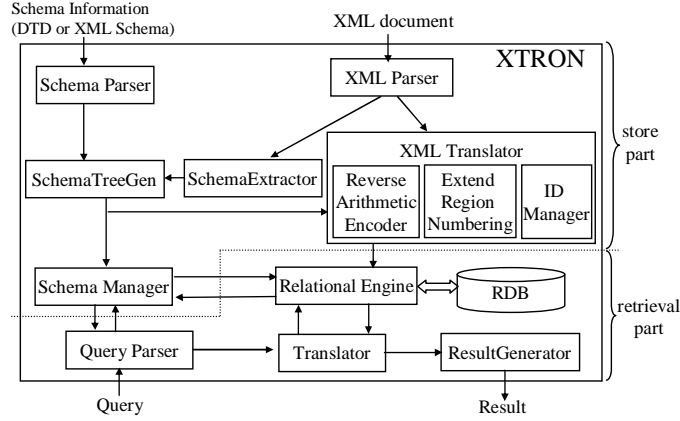 Schema Information
(DTD or XML Schema)
XML document
XTRON
Schema Parser
XML Parser
store
part
XML Translator
SchemaTreeGen
SchemaExtractor
Reverse
Arithmetic
Encoder
Extend
Region
Numbering
ID
Manager
Schema Manager
Relational Engine
RDB
retrieval
part
Query Parser
Translator
ResultGenerator
Query
Result